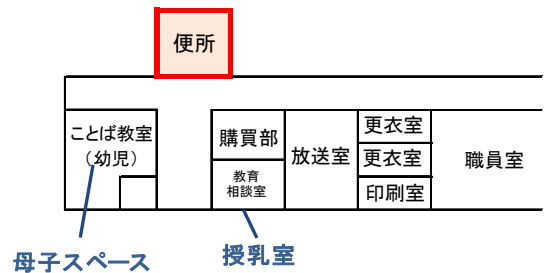 便所
ことば教室
（幼児）
購買部
教育
相談室
放送室
更衣室
更衣室
印刷室
職員室
母子スペース
授乳室